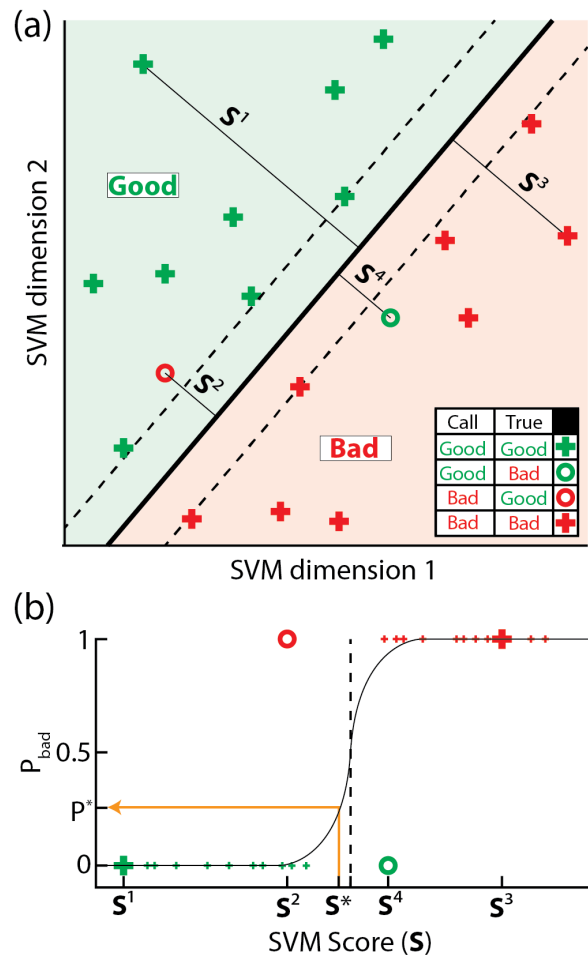 (a)
SVM dimension 2
S¹
Good
S³
S⁴
S²
Bad
Call True
Good Good
Good Bad
Bad Good
Bad Bad
SVM dimension 1
(b)
1
0.5
P*
0
P_bad
S¹ S² S* S⁴ S³
SVM Score (S)